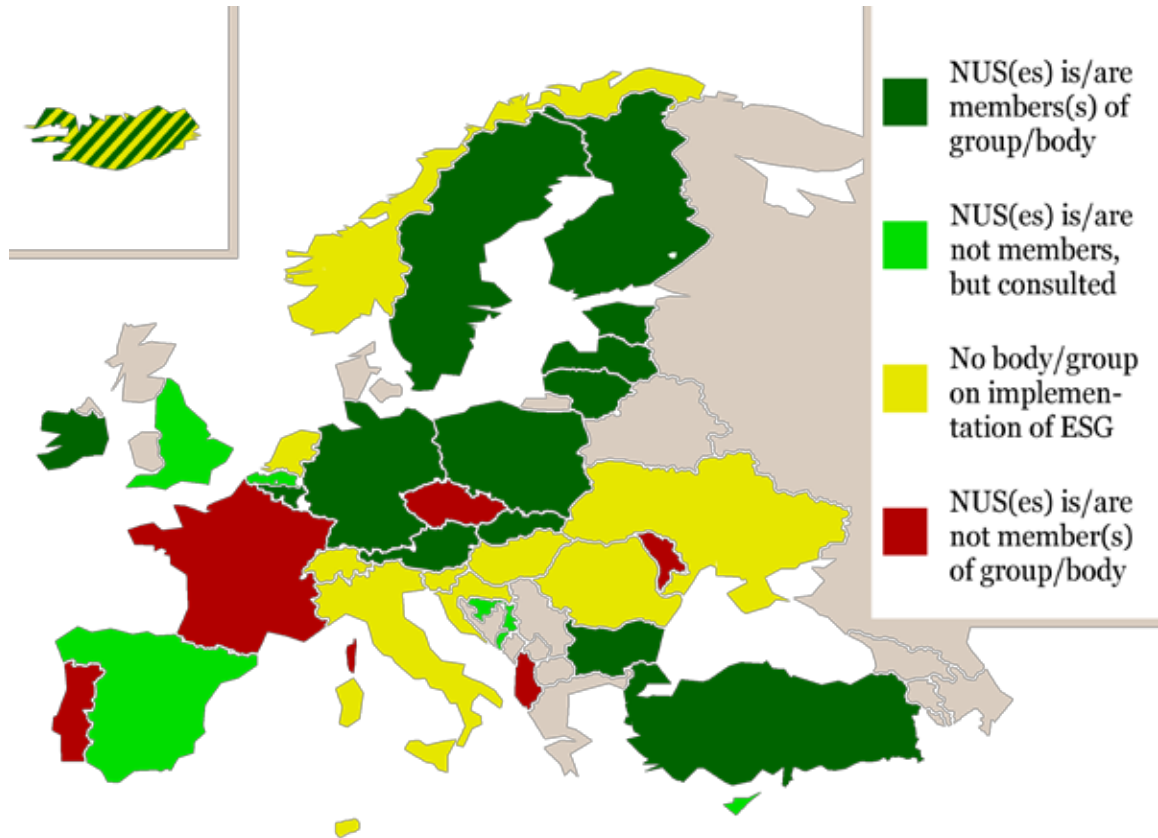 NUS(es) is/are
members(s) of
group/body
NUS(es) is/are
not members,
but consulted
No body/group
on implemen-
tation of ESG
NUS(es) is/are
not member(s)
of group/body